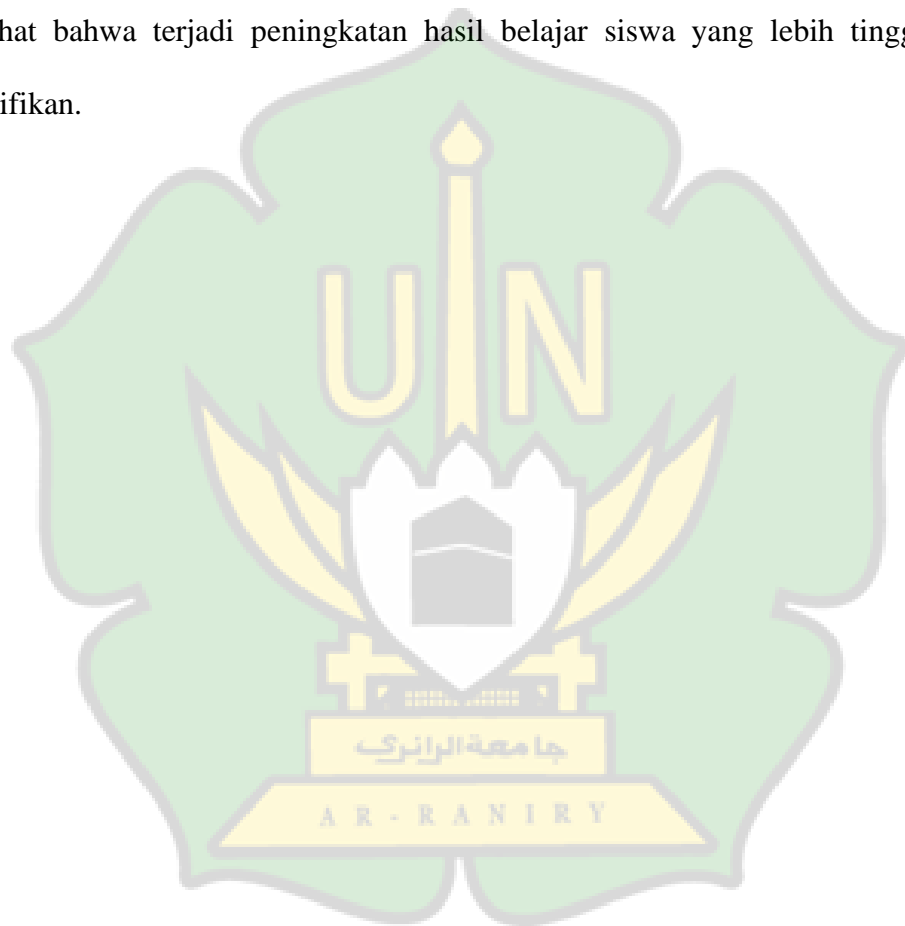 hat bahwa terjadi peningkatan hasil belajar siswa yang lebih tingg
ifikan.
UIN
جامعة الرانري
AR-RANIRY